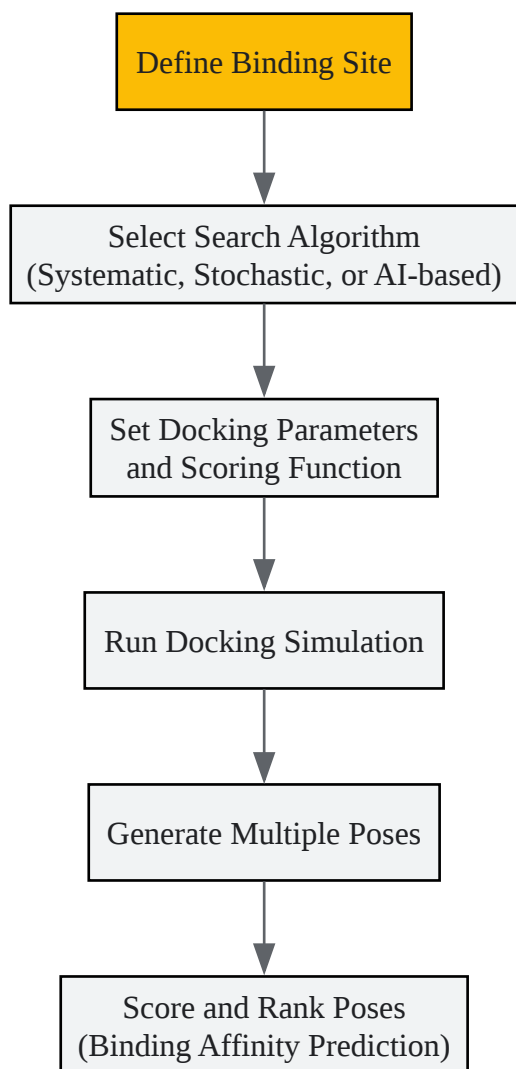 Define Binding Site
Select Search Algorithm
(Systematic, Stochastic, or AI-based)
Set Docking Parameters
and Scoring Function
Run Docking Simulation
Generate Multiple Poses
Score and Rank Poses
(Binding Affinity Prediction)